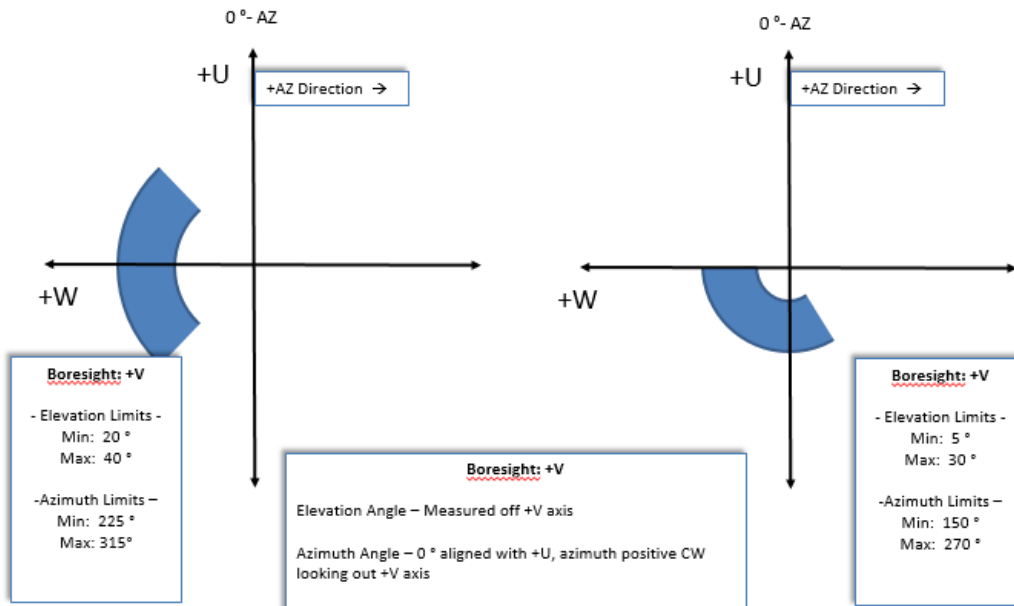 0 °- AZ
+U
+AZ Direction →
+W
0 °- AZ
+U
+AZ Direction →
+W
Boresight: +V
- Elevation Limits -
Min: 20 °
Max: 40 °
-Azimuth Limits –
Min: 225 °
Max: 315°
Boresight: +V
Elevation Angle – Measured off +V axis
Azimuth Angle – 0 ° aligned with +U, azimuth positive CW
looking out +V axis
Boresight: +V
- Elevation Limits -
Min: 5 °
Max: 30 °
-Azimuth Limits –
Min: 150 °
Max: 270 °